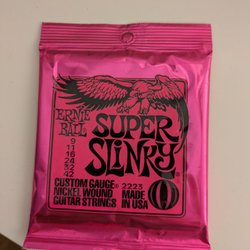 ERNIE
BALL
SUPER
SLINKY
9
11
16
24
32
42
CUSTOM GAUGE® 2223
NICKEL WOUND MADE
GUITAR STRINGS IN USA